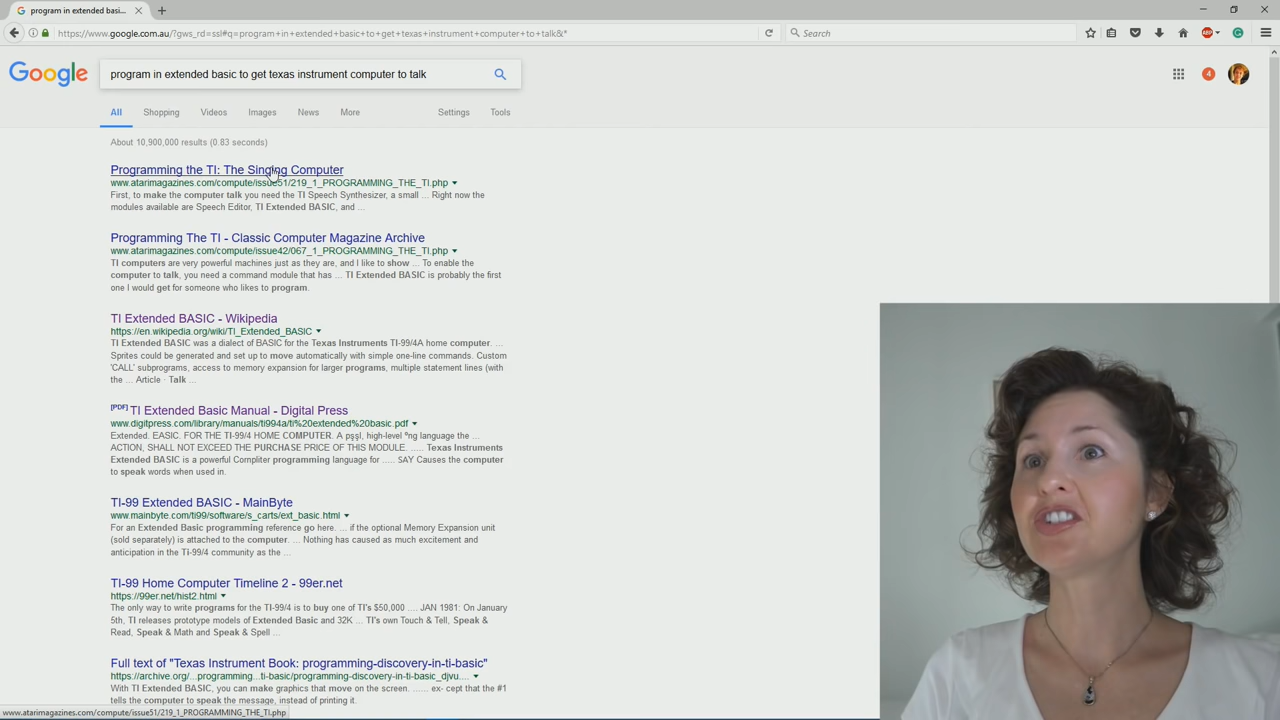 program in extended basi...
https://www.google.com.au/?gws_rd=ssl#q=program+in+extended+basic+to+get+texas+instrument+computer+to+talk&*
Search
ABP
Google
program in extended basic to get texas instrument computer to talk
4
All Shopping Videos Images News More Settings Tools
About 10,900,000 results (0.83 seconds)
Programming the TI: The Singing Computer
www.atarimagazines.com/compute/issue51/219_1_PROGRAMMING_THE_TI.php
First, to make the computer talk you need the TI Speech Synthesizer, a small ... Right now the
modules available are Speech Editor, TI Extended BASIC, and ...
Programming The TI - Classic Computer Magazine Archive
www.atarimagazines.com/compute/issue42/067_1_PROGRAMMING_THE_TI.php
TI computers are very powerful machines just as they are, and I like to show ... To enable the
computer to talk, you need a command module that has ... TI Extended BASIC is probably the first
one I would get for someone who likes to program.
TI Extended BASIC - Wikipedia
https://en.wikipedia.org/wiki/TI_Extended_BASIC
TI Extended BASIC was a dialect of BASIC for the Texas Instruments TI-99/4A home computer. ...
Sprites could be generated and set up to move automatically with simple one-line commands. Custom
'CALL' subprograms, access to memory expansion for larger programs, multiple statement lines (with
the ... Article · Talk ...
[PDF] TI Extended Basic Manual - Digital Press
www.digitpress.com/library/manuals/ti994a/ti%20extended%20basic.pdf
Extended. EASIC. FOR THE TI-99/4 HOME COMPUTER. A pşşl, high-level ºng language the ...
ACTION, SHALL NOT EXCEED THE PURCHASE PRICE OF THIS MODULE. ..... Texas Instruments
Extended BASIC is a powerful Compliter programming language for ..... SAY Causes the computer
to speak words when used in.
TI-99 Extended BASIC - MainByte
www.mainbyte.com/ti99/software/s_carts/ext_basic.html
For an Extended Basic programming reference go here. ... if the optional Memory Expansion unit
(sold separately) is attached to the computer. ... Nothing has caused as much excitement and
anticipation in the TI-99/4 community as the ...
TI-99 Home Computer Timeline 2 - 99er.net
https://99er.net/hist2.html
The only way to write programs for the TI-99/4 is to buy one of TI's $50,000 .... JAN 1981: On January
5th, TI releases prototype models of Extended Basic and 32K ... TI's own Touch & Tell, Speak &
Read, Speak & Math and Speak & Spell ...
Full text of "Texas Instrument Book: programming-discovery-in-ti-basic"
https://archive.org/...programming...ti-basic/programming-discovery-in-ti-basic_djvu....
With TI Extended BASIC, you can make graphics that move on the screen. ...... ex- cept that the #1
tells the computer to speak the message, instead of printing it.
www.atarimagazines.com/compute/issue51/219_1_PROGRAMMING_THE_TI.php